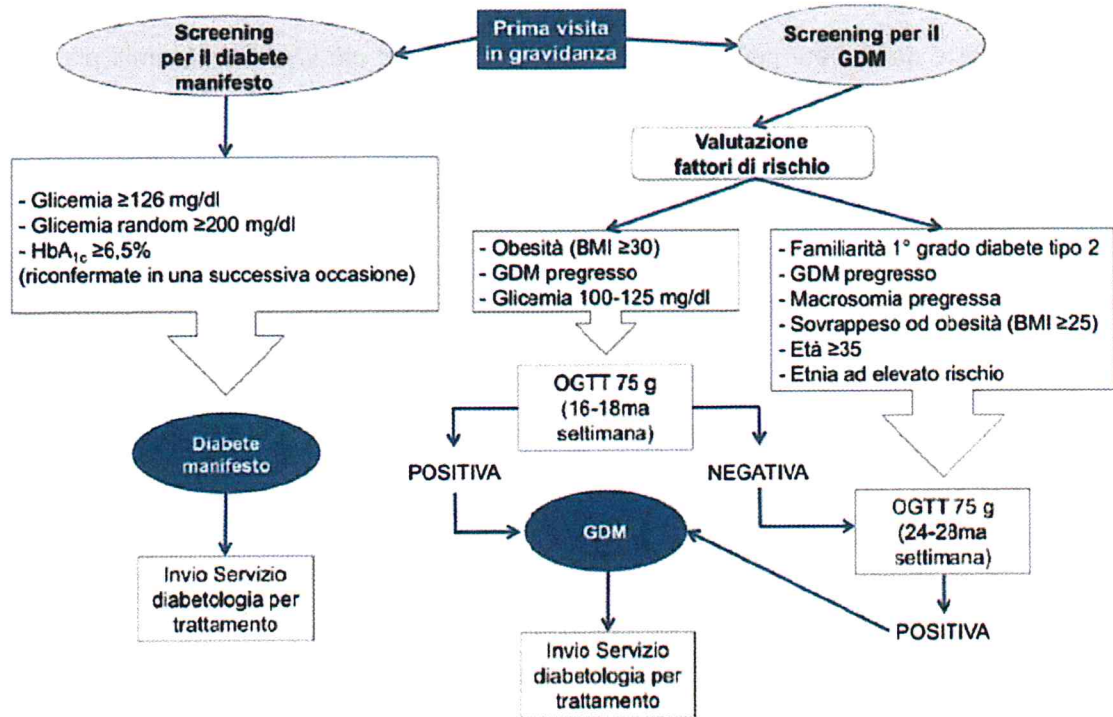 Prima visita
in gravidanza
Screening
per il diabete
manifesto
Screening per il
GDM
Valutazione
fattori di rischio
- Glicemia ≥126 mg/dl
- Glicemia random ≥200 mg/dl
- HbA1c ≥6,5%
(riconfermate in una successiva occasione)
- Obesità (BMI ≥30)
- GDM pregresso
- Glicemia 100-125 mg/dl
- Familiarità 1° grado diabete tipo 2
- GDM pregresso
- Macrosomia pregressa
- Sovrappeso od obesità (BMI ≥25)
- Età ≥35
- Etnia ad elevato rischio
OGTT 75 g
(16-18ma
settimana)
Diabete
manifesto
POSITIVA
NEGATIVA
GDM
OGTT 75 g
(24-28ma
settimana)
Invio Servizio
diabetologia per
trattamento
POSITIVA
Invio Servizio
diabetologia per
trattamento